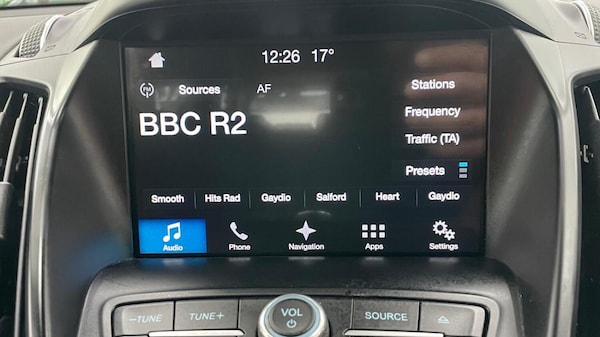 12:26 17°
FM Sources AF
Stations
BBC R2
Frequency
Traffic (TA)
Presets
Smooth Hits Rad Gaydio Salford Heart Gaydio
Audio Phone Navigation Apps Settings
−TUNE TUNE+ VOL SOURCE